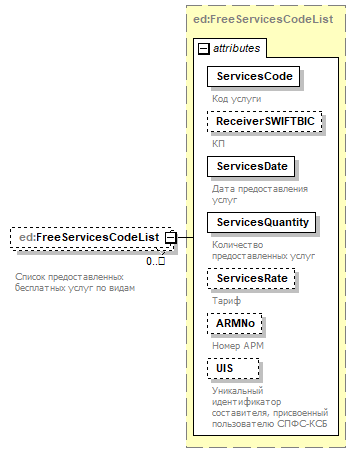 ed:FreeServicesCodeList
attributes
ServicesCode
Код услуги
ReceiverSWIFTBIC
КП
ServicesDate
Дата предоставления
услуг
ed:FreeServicesCodeList
0..□
Список предоставленных
бесплатных услуг по видам
ServicesQuantity
Количество
предоставленных услуг
ServicesRate
Тариф
ARMNo
Номер АРМ
UIS
Уникальный
идентификатор
составителя, присвоенный
пользователю СПФС-КСБ